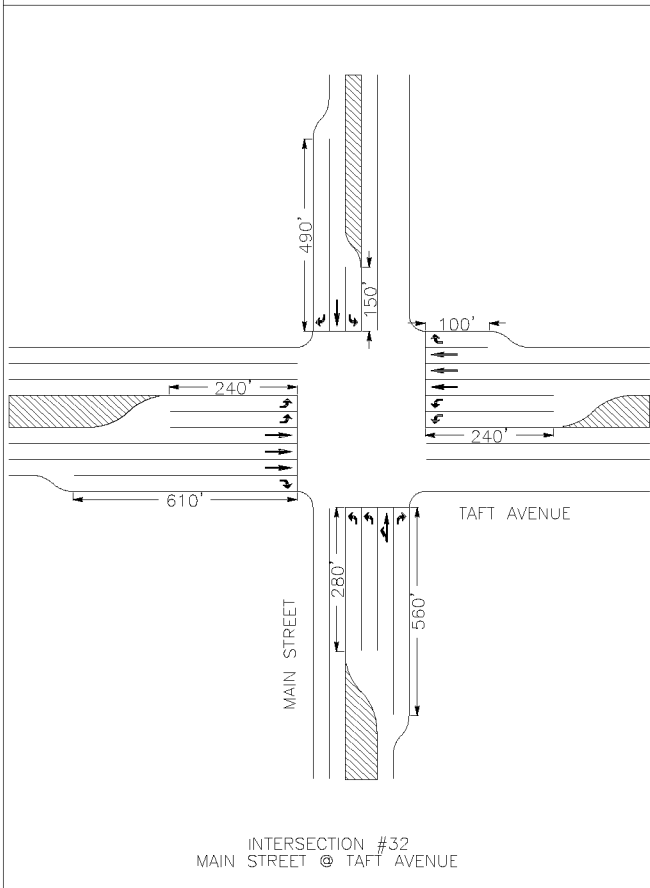 490'
150'
100'
240'
240'
610'
TAFT AVENUE
280'
560'
MAIN STREET
INTERSECTION #32
MAIN STREET @ TAFT AVENUE